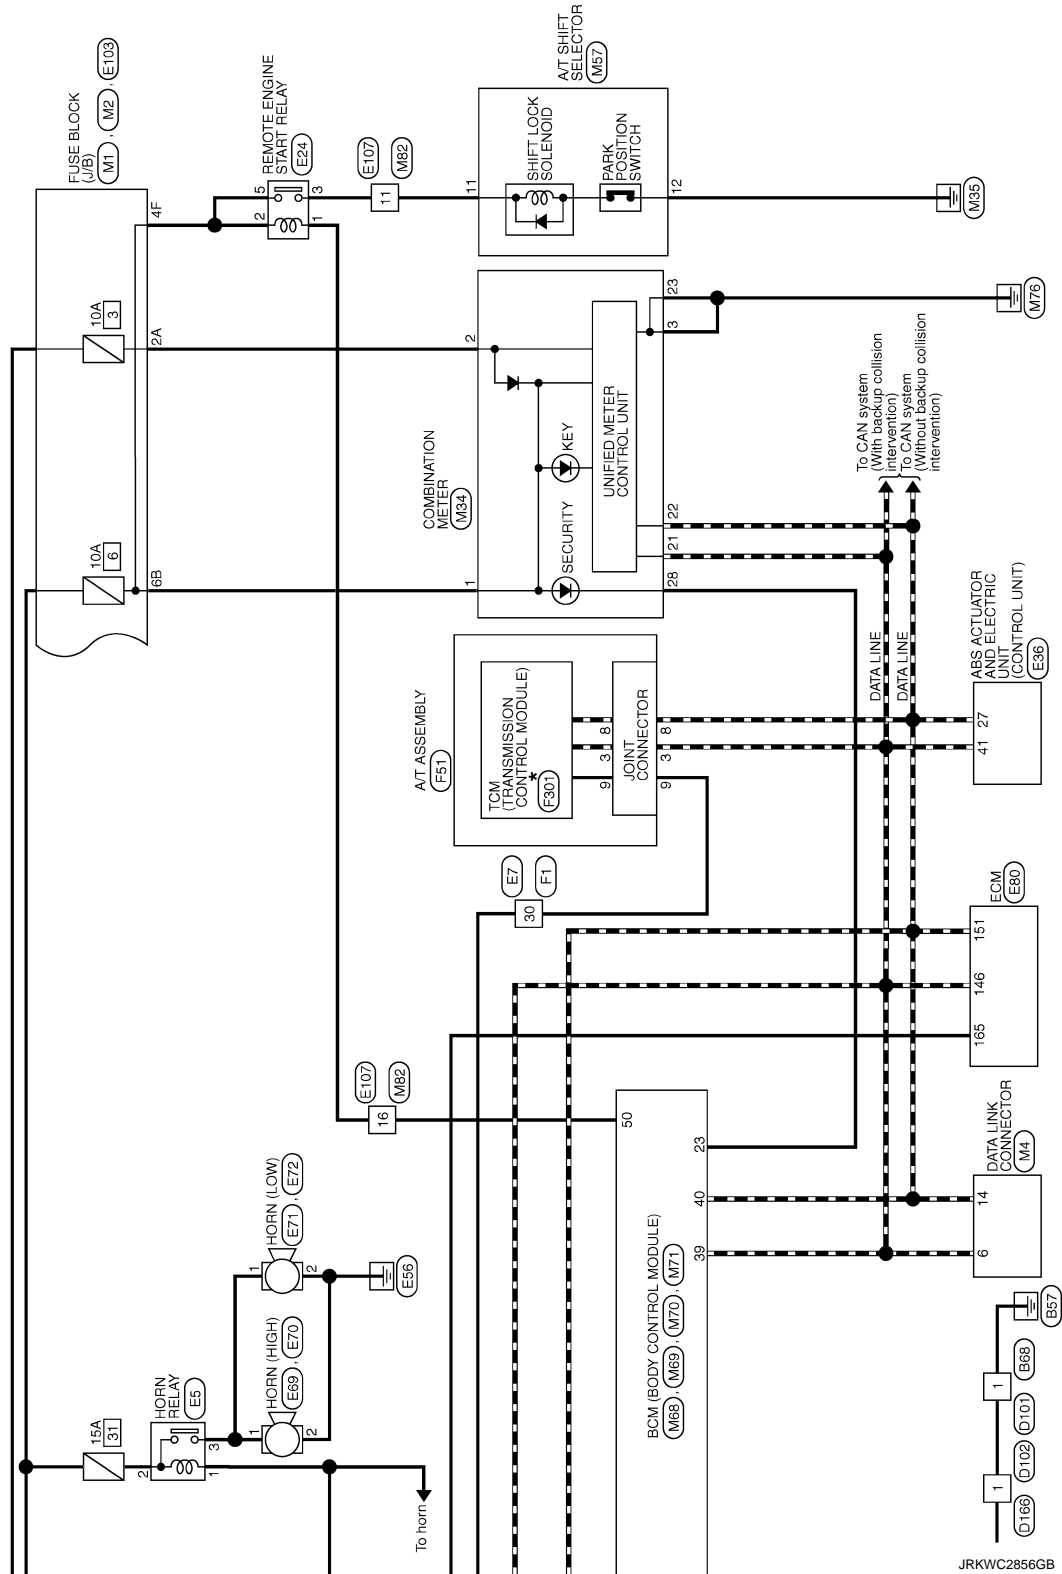 FUSE BLOCK
(J/B)
M1 , M2 , E103
4F
10A
3
2A
10A
6
6B
REMOTE ENGINE
START RELAY
E24
5
3
2
1
E107
M82
11
A/T SHIFT
SELECTOR
M57
11
SHIFT LOCK
SOLENOID
PARK
POSITION
SWITCH
12
M35
COMBINATION
METER
M34
2
1
KEY
SECURITY
UNIFIED METER
CONTROL UNIT
23
3
22
21
28
M76
To CAN system
(With backup collision
intervention)
To CAN system
(Without backup collision
intervention)
DATA LINE
DATA LINE
A/T ASSEMBLY
F51
TCM
(TRANSMISSION
CONTROL MODULE)
*
F301
8
3
9
JOINT
CONNECTOR
8
3
9
ABS ACTUATOR
AND ELECTRIC
UNIT
(CONTROL UNIT)
E36
27
41
E7
F1
30
ECM
E80
151
146
165
E107
M82
16
50
23
40
39
BCM (BODY CONTROL MODULE)
M68 , M69 , M70 , M71
DATA LINK
CONNECTOR
M4
14
6
HORN (LOW)
E71 , E72
1
2
E56
HORN (HIGH)
E69 , E70
1
2
15A
31
HORN
RELAY
E5
2
3
1
To horn
B57
1
B68
D101
1
D102
D166
JRKWC2856GB